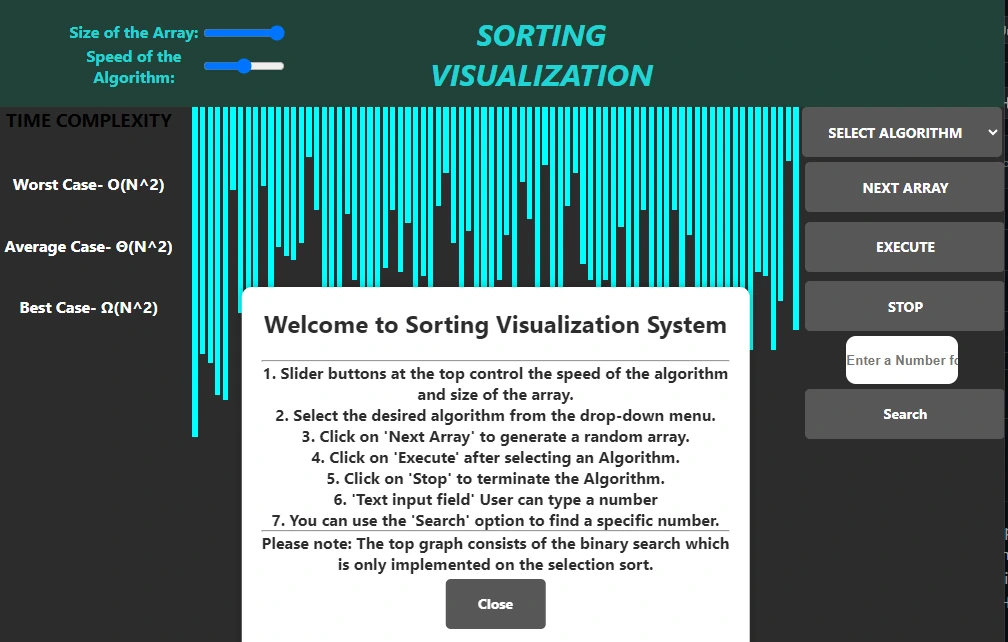 Size of the Array:
Speed of the
Algorithm:
SORTING
VISUALIZATION
TIME COMPLEXITY
Worst Case- O(N^2)
Average Case- Θ(N^2)
Best Case- Ω(N^2)
SELECT ALGORITHM
NEXT ARRAY
EXECUTE
STOP
Enter a Number fo
Search
Welcome to Sorting Visualization System
1. Slider buttons at the top control the speed of the algorithm
and size of the array.
2. Select the desired algorithm from the drop-down menu.
3. Click on 'Next Array' to generate a random array.
4. Click on 'Execute' after selecting an Algorithm.
5. Click on 'Stop' to terminate the Algorithm.
6. 'Text input field' User can type a number
7. You can use the 'Search' option to find a specific number.
Please note: The top graph consists of the binary search which
is only implemented on the selection sort.
Close